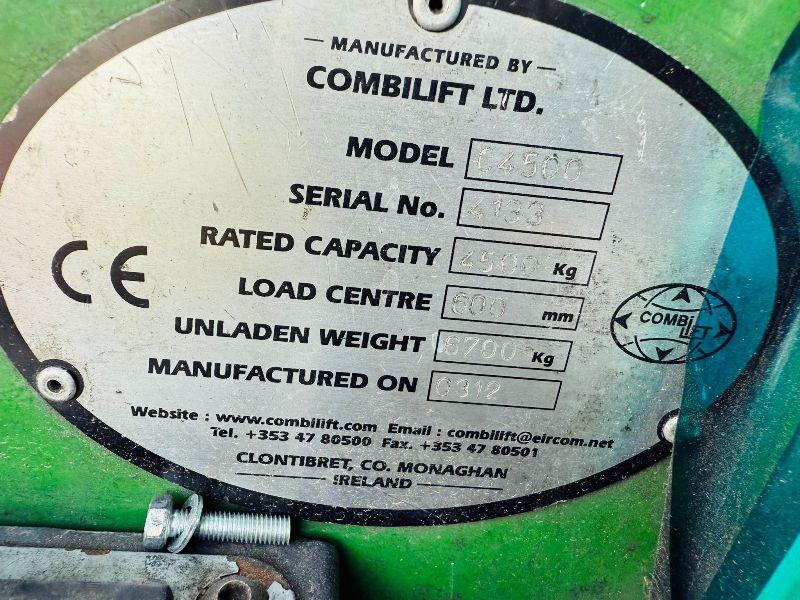 — MANUFACTURED BY —
COMBILIFT LTD.
MODEL C4500
SERIAL No. 4133
RATED CAPACITY 4500 Kg
LOAD CENTRE 600 mm
UNLADEN WEIGHT 6700 Kg
MANUFACTURED ON 0312
CE
COMBi LIFT
Website : www.combilift.com Email : combilift@eircom.net
Tel. +353 47 80500 Fax. +353 47 80501
CLONTIBRET, CO. MONAGHAN
IRELAND